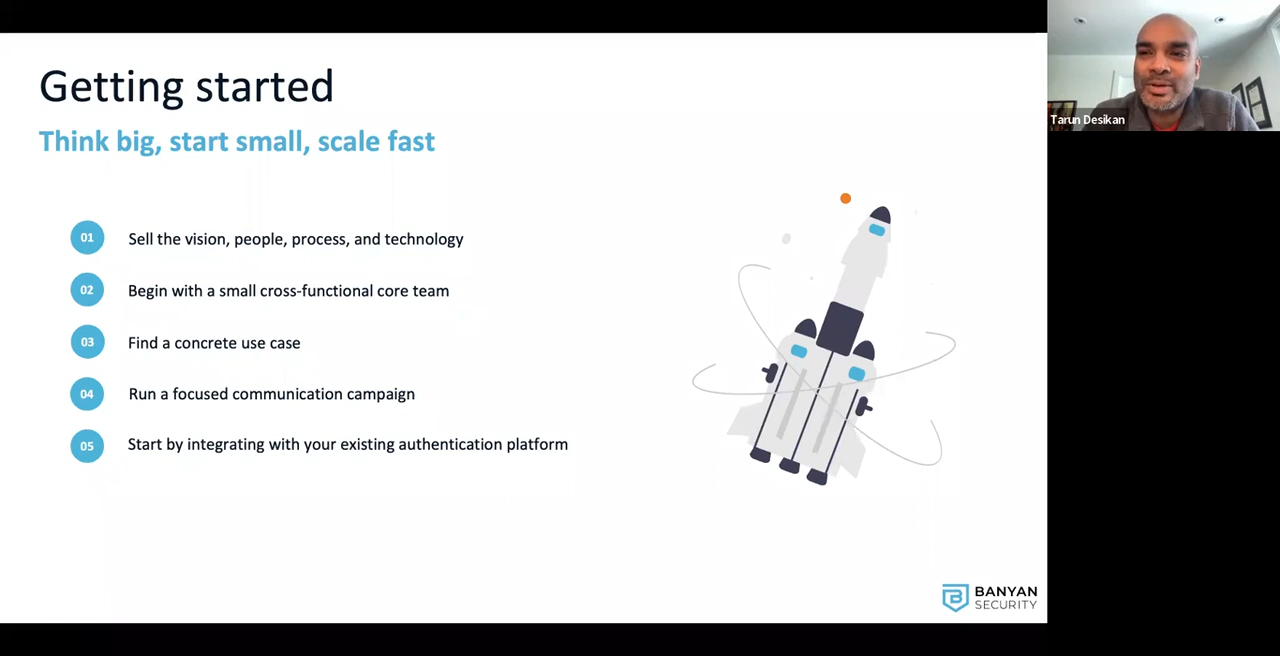 Getting started
Think big, start small, scale fast
01 Sell the vision, people, process, and technology
02 Begin with a small cross-functional core team
03 Find a concrete use case
04 Run a focused communication campaign
05 Start by integrating with your existing authentication platform
BANYAN
SECURITY
Tarun Desikan